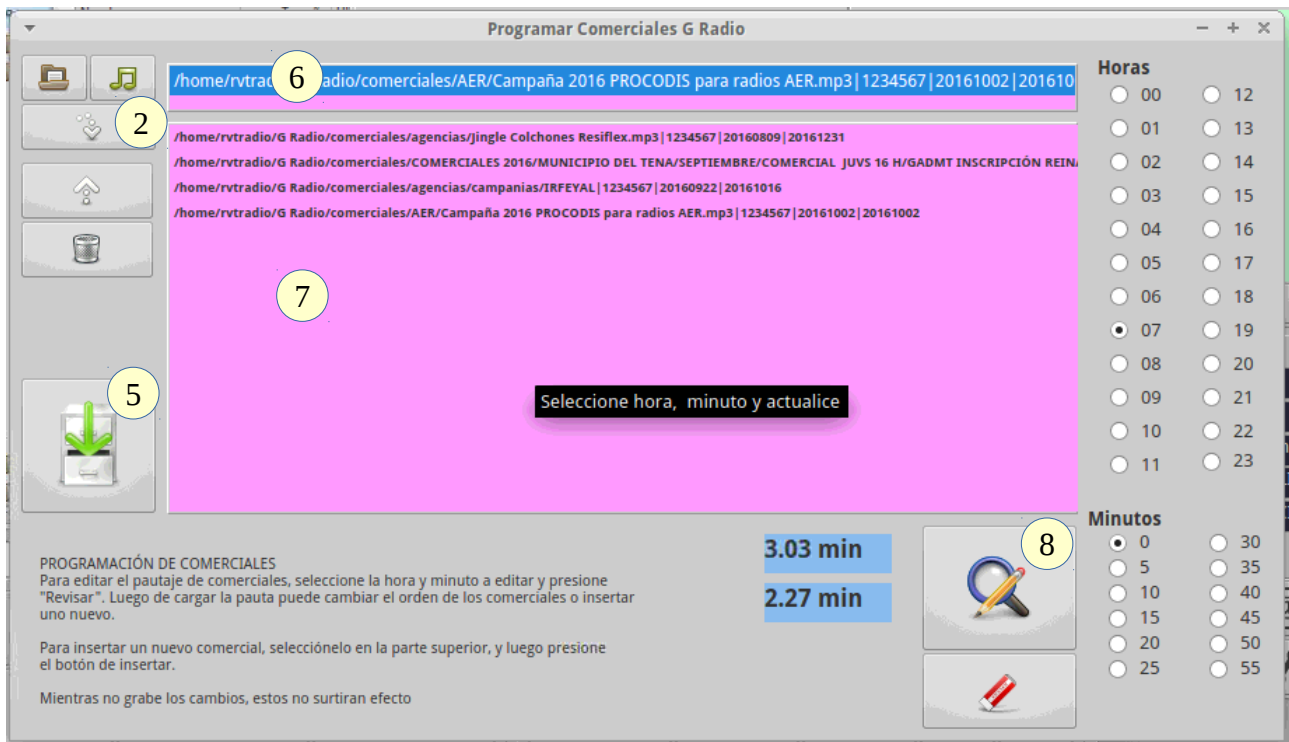 Programar Comerciales G Radio
6
/home/rvtrad adio/comerciales/AER/Campaña 2016 PROCODIS para radios AER.mp3|1234567|20161002|201610
2
/home/rvtradio/G Radio/comerciales/agencias/Jingle Colchones Resiflex.mp3|1234567|20160809|20161231
/home/rvtradio/G Radio/comerciales/COMERCIALES 2016/MUNICIPIO DEL TENA/SEPTIEMBRE/COMERCIAL JUVS 16 H/GADMT INSCRIPCIÓN REINA
/home/rvtradio/G Radio/comerciales/agencias/campanias/IRFEYAL|1234567|20160922|20161016
/home/rvtradio/G Radio/comerciales/AER/Campaña 2016 PROCODIS para radios AER.mp3|1234567|20161002|20161002
7
5
Seleccione hora, minuto y actualice
Horas
00 12
01 13
02 14
03 15
04 16
05 17
06 18
07 19
08 20
09 21
10 22
11 23
PROGRAMACIÓN DE COMERCIALES
Para editar el pautaje de comerciales, seleccione la hora y minuto a editar y presione
"Revisar". Luego de cargar la pauta puede cambiar el orden de los comerciales o insertar
uno nuevo.
Para insertar un nuevo comercial, selecciónelo en la parte superior, y luego presione
el botón de insertar.
Mientras no grabe los cambios, estos no surtiran efecto
3.03 min
2.27 min
8
Minutos
0 30
5 35
10 40
15 45
20 50
25 55